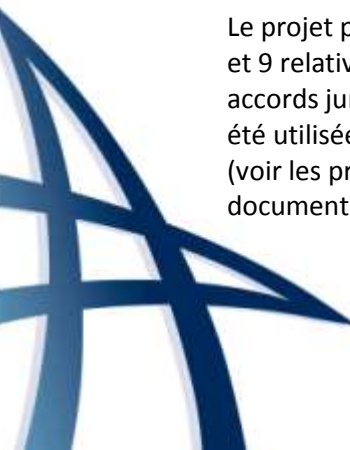 Le projet p
et 9 relativ
accords jur
été utilisée
(voir les pr
document